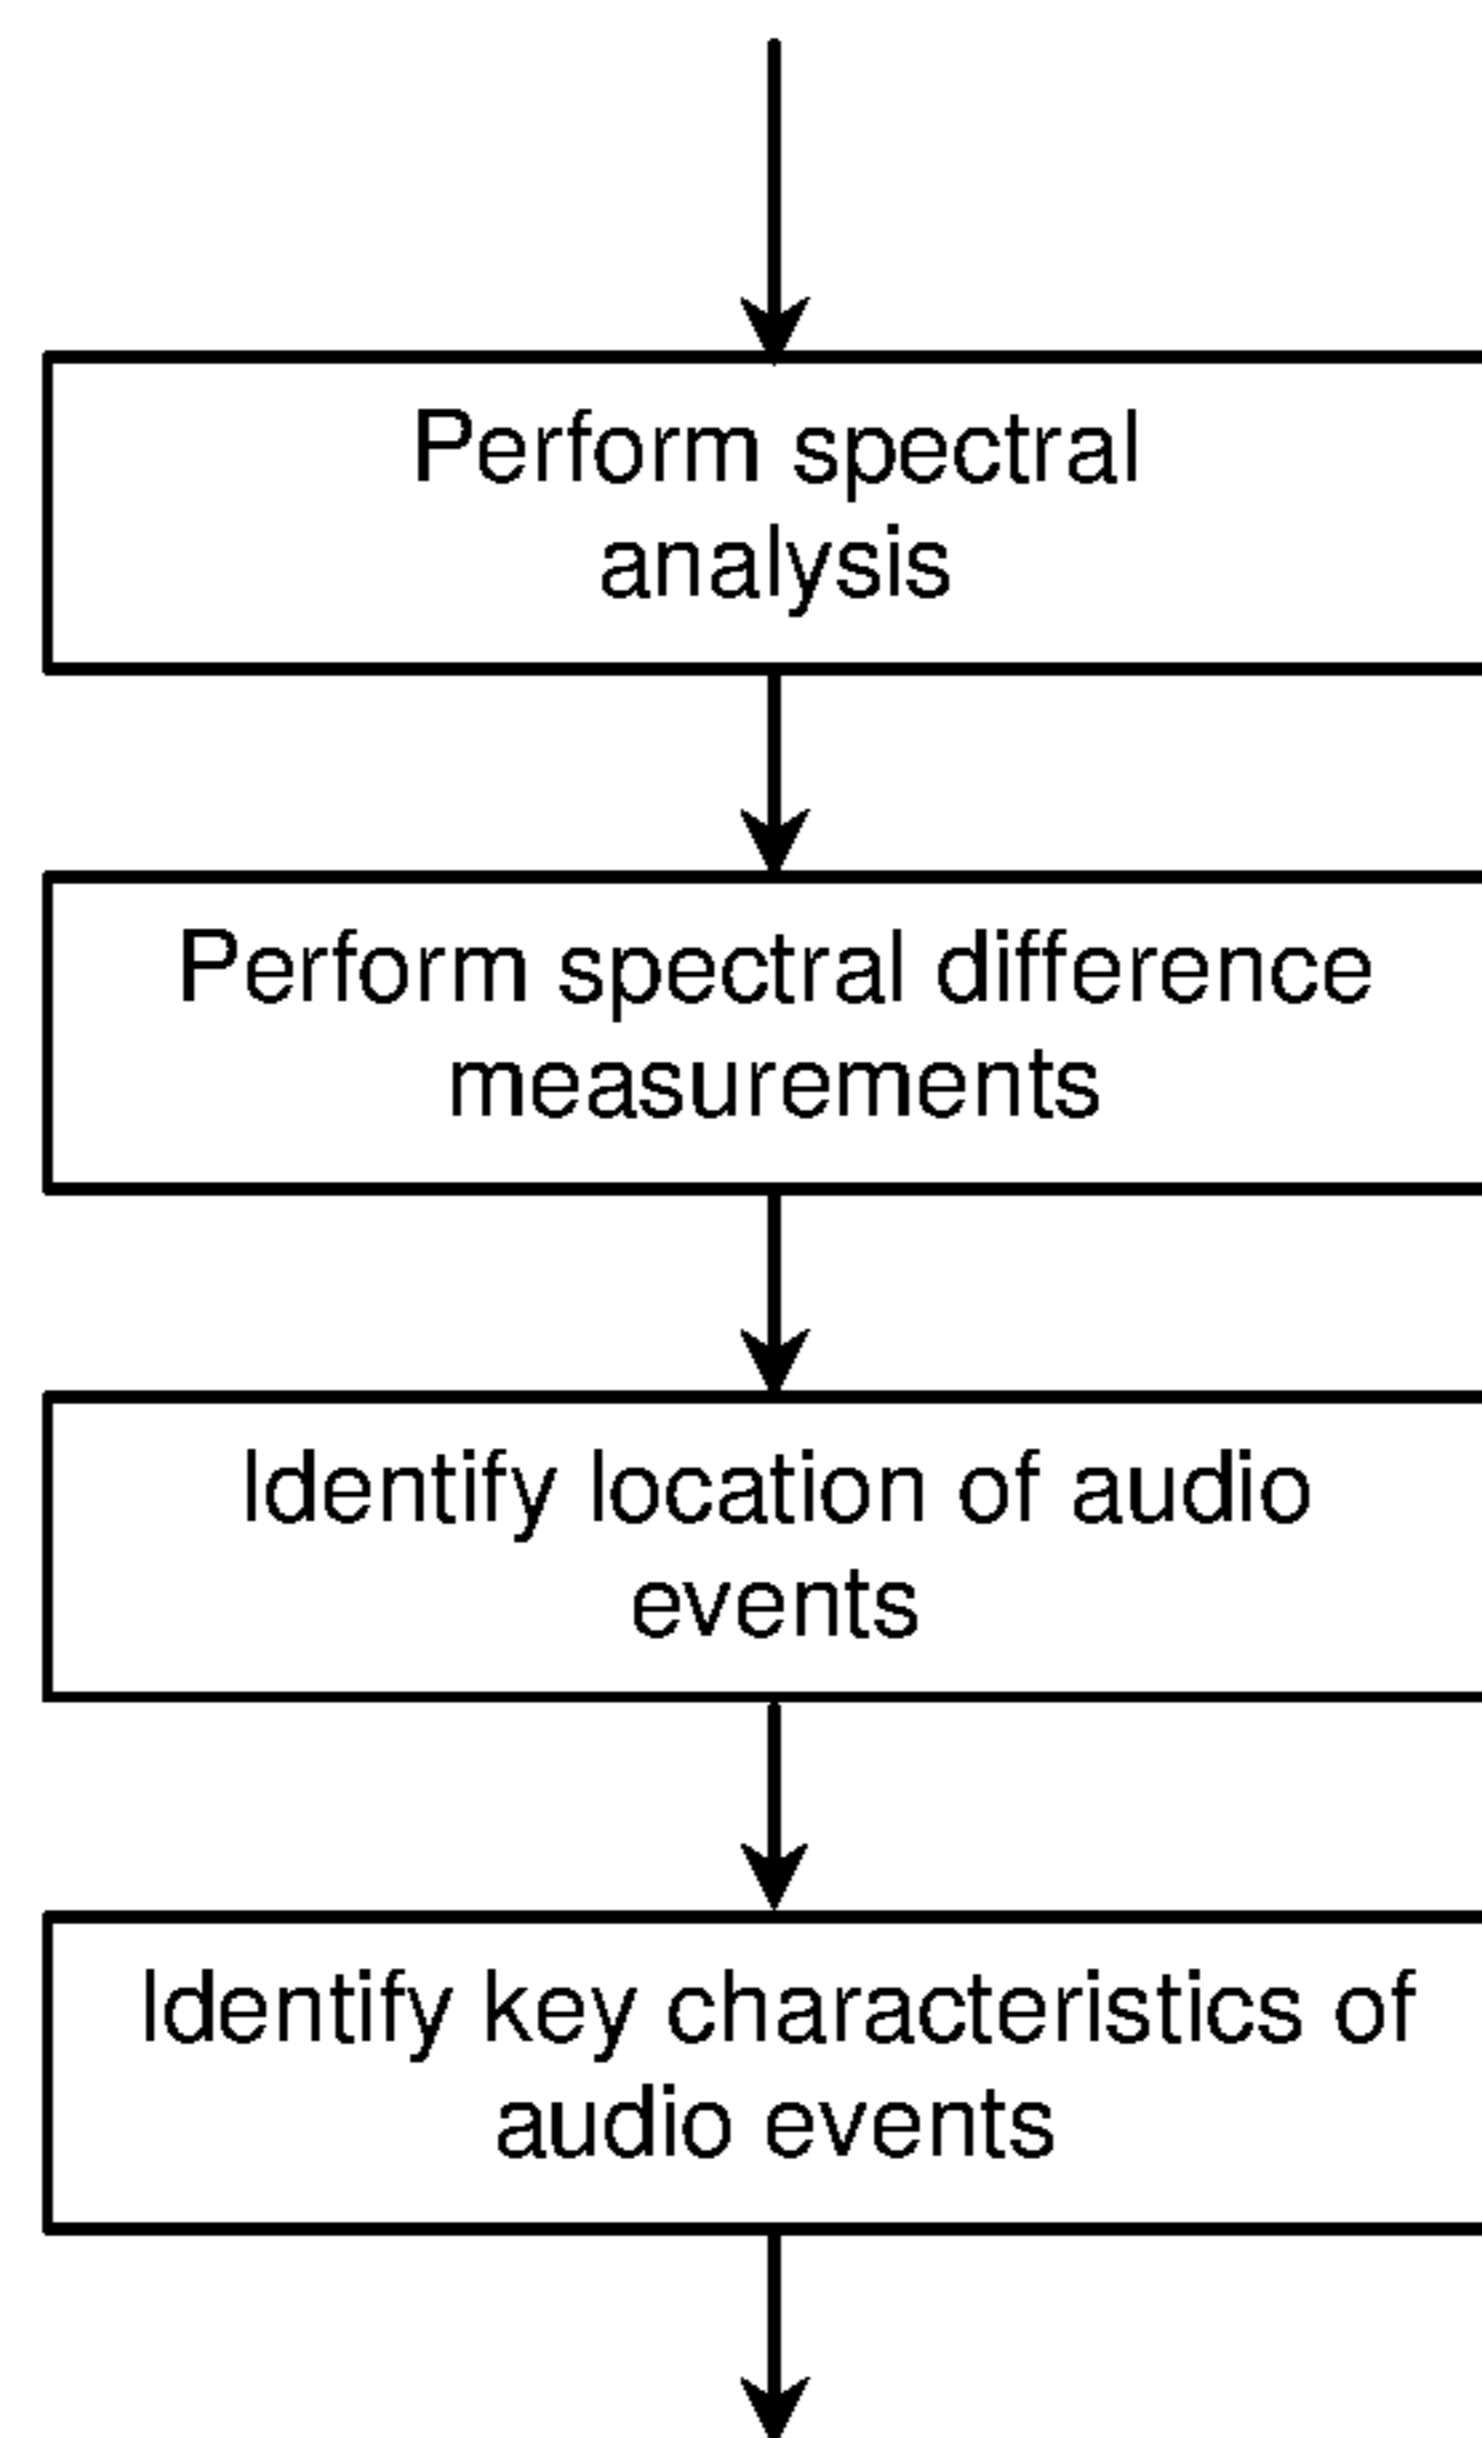 Perform spectral
analysis
Perform spectral difference
measurements
Identify location of audio
events
Identify key characteristics of
audio events